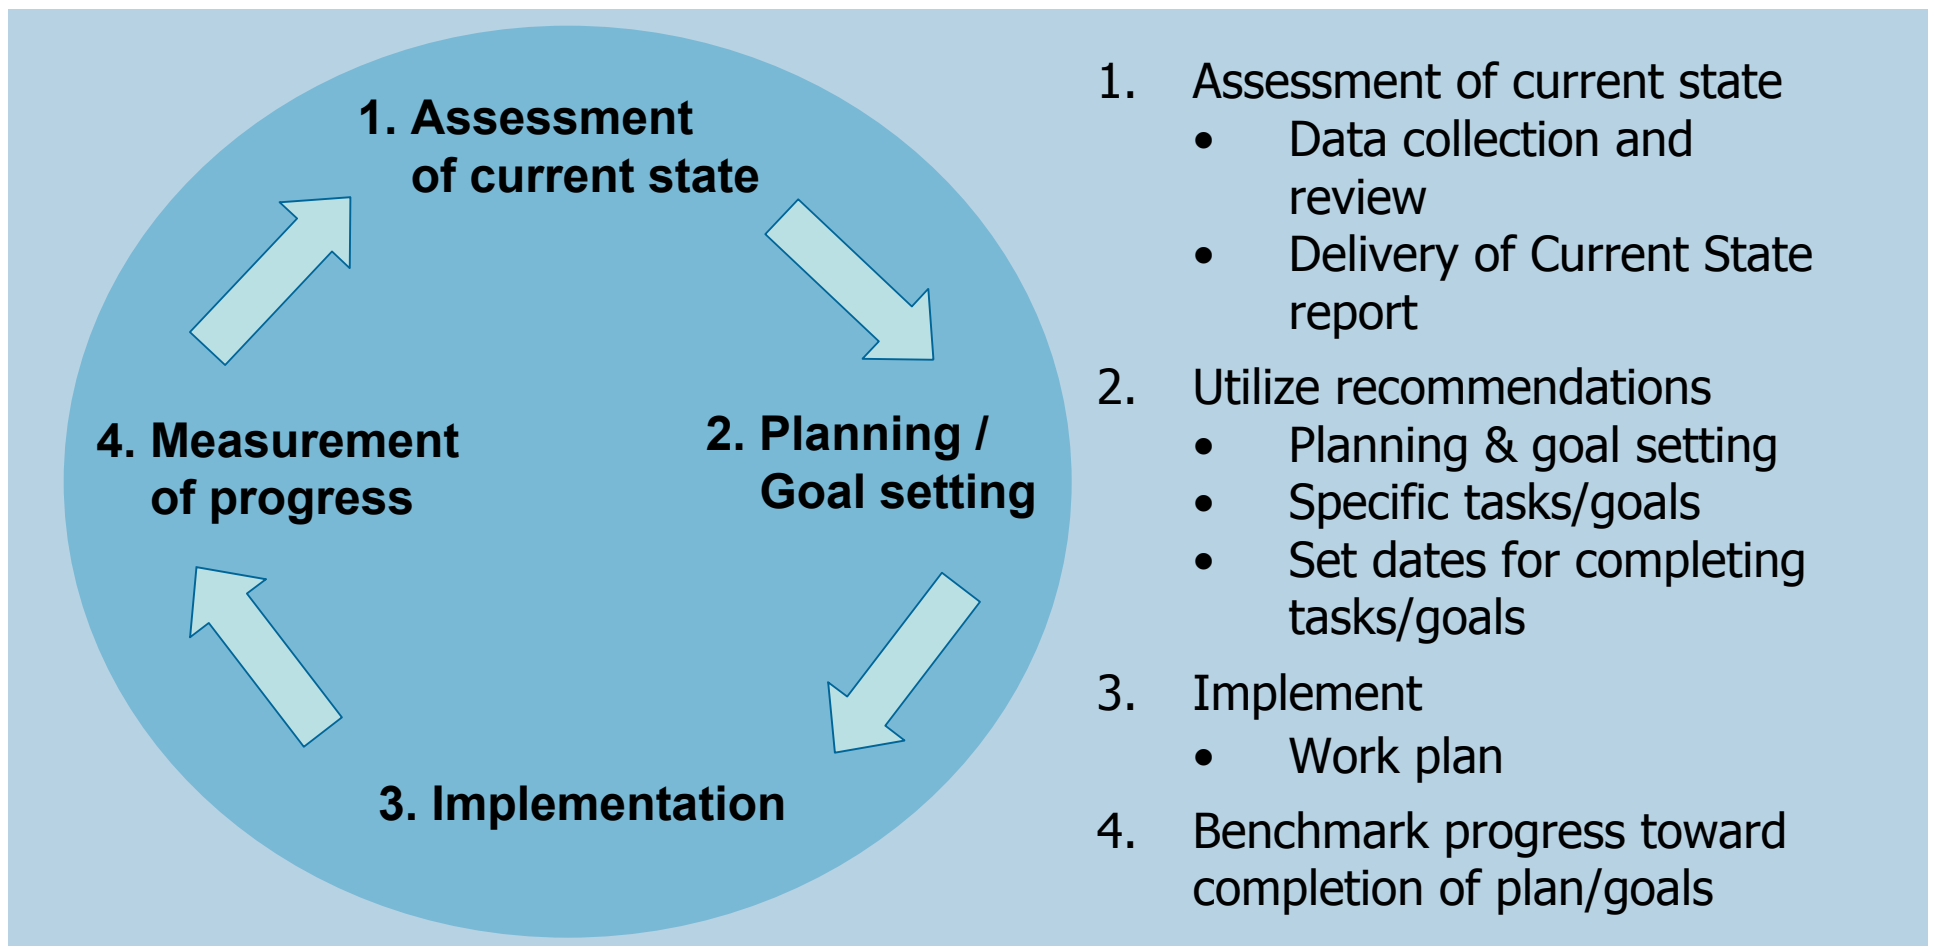 1. Assessment
of current state
2. Planning /
Goal setting
3. Implementation
4. Measurement
of progress
1. Assessment of current state
• Data collection and
review
• Delivery of Current State
report
2. Utilize recommendations
• Planning & goal setting
• Specific tasks/goals
• Set dates for completing
tasks/goals
3. Implement
• Work plan
4. Benchmark progress toward
completion of plan/goals